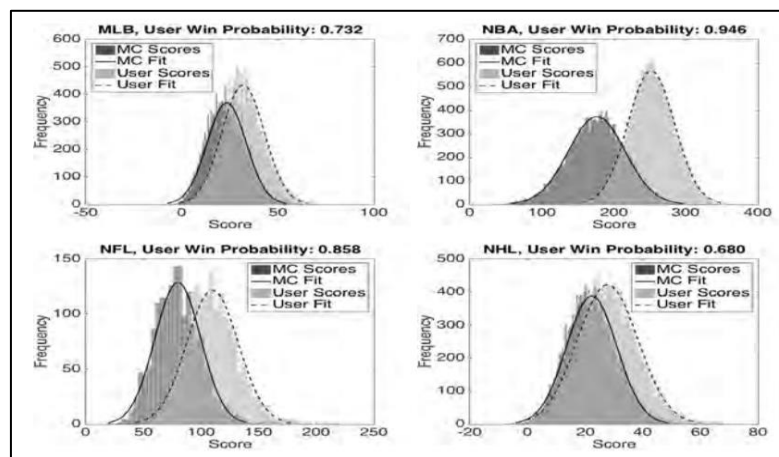 MLB, User Win Probability: 0.732
600
500
400
300
200
100
0
Frequency
MC Scores
MC Fit
User Scores
User Fit
-50
0
50
100
Score
NBA, User Win Probability: 0.946
700
600
500
400
300
200
100
0
Frequency
MC Scores
MC Fit
User Scores
User Fit
0
100
200
300
400
Score
NFL, User Win Probability: 0.858
150
100
50
0
Frequency
MC Scores
MC Fit
User Scores
User Fit
0
50
100
150
200
250
Score
NHL, User Win Probability: 0.680
500
400
300
200
100
0
Frequency
MC Scores
MC Fit
User Scores
User Fit
-20
0
20
40
60
80
Score